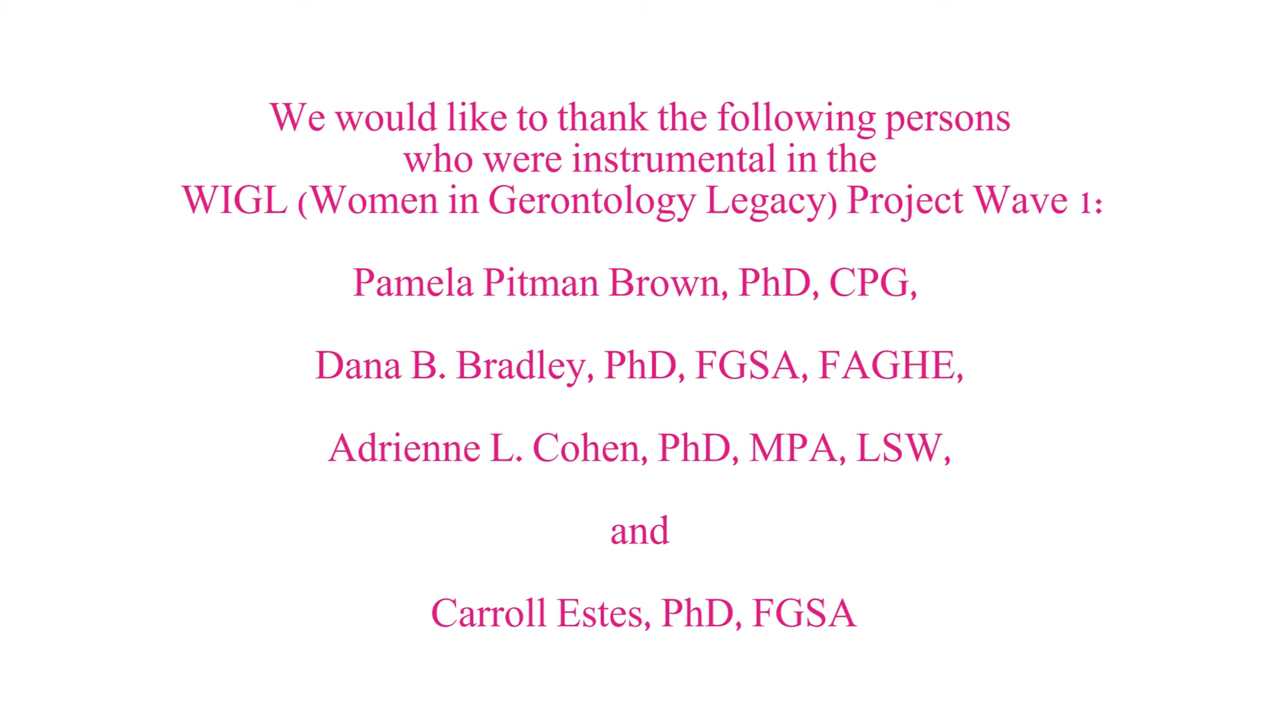 We would like to thank the following persons
who were instrumental in the
WIGL (Women in Gerontology Legacy) Project Wave 1:
Pamela Pitman Brown, PhD, CPG,
Dana B. Bradley, PhD, FGSA, FAGHE,
Adrienne L. Cohen, PhD, MPA, LSW,
and
Carroll Estes, PhD, FGSA